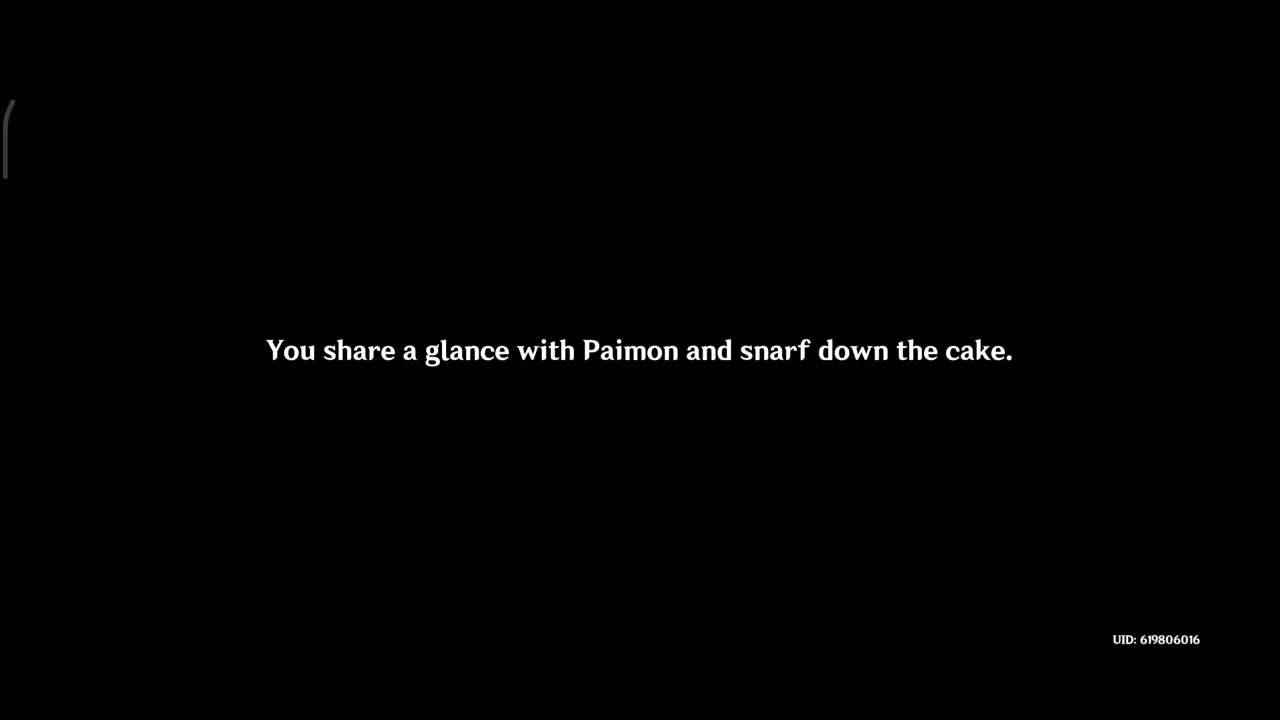 You share a glance with Paimon and snarf down the cake.
UID: 619806016